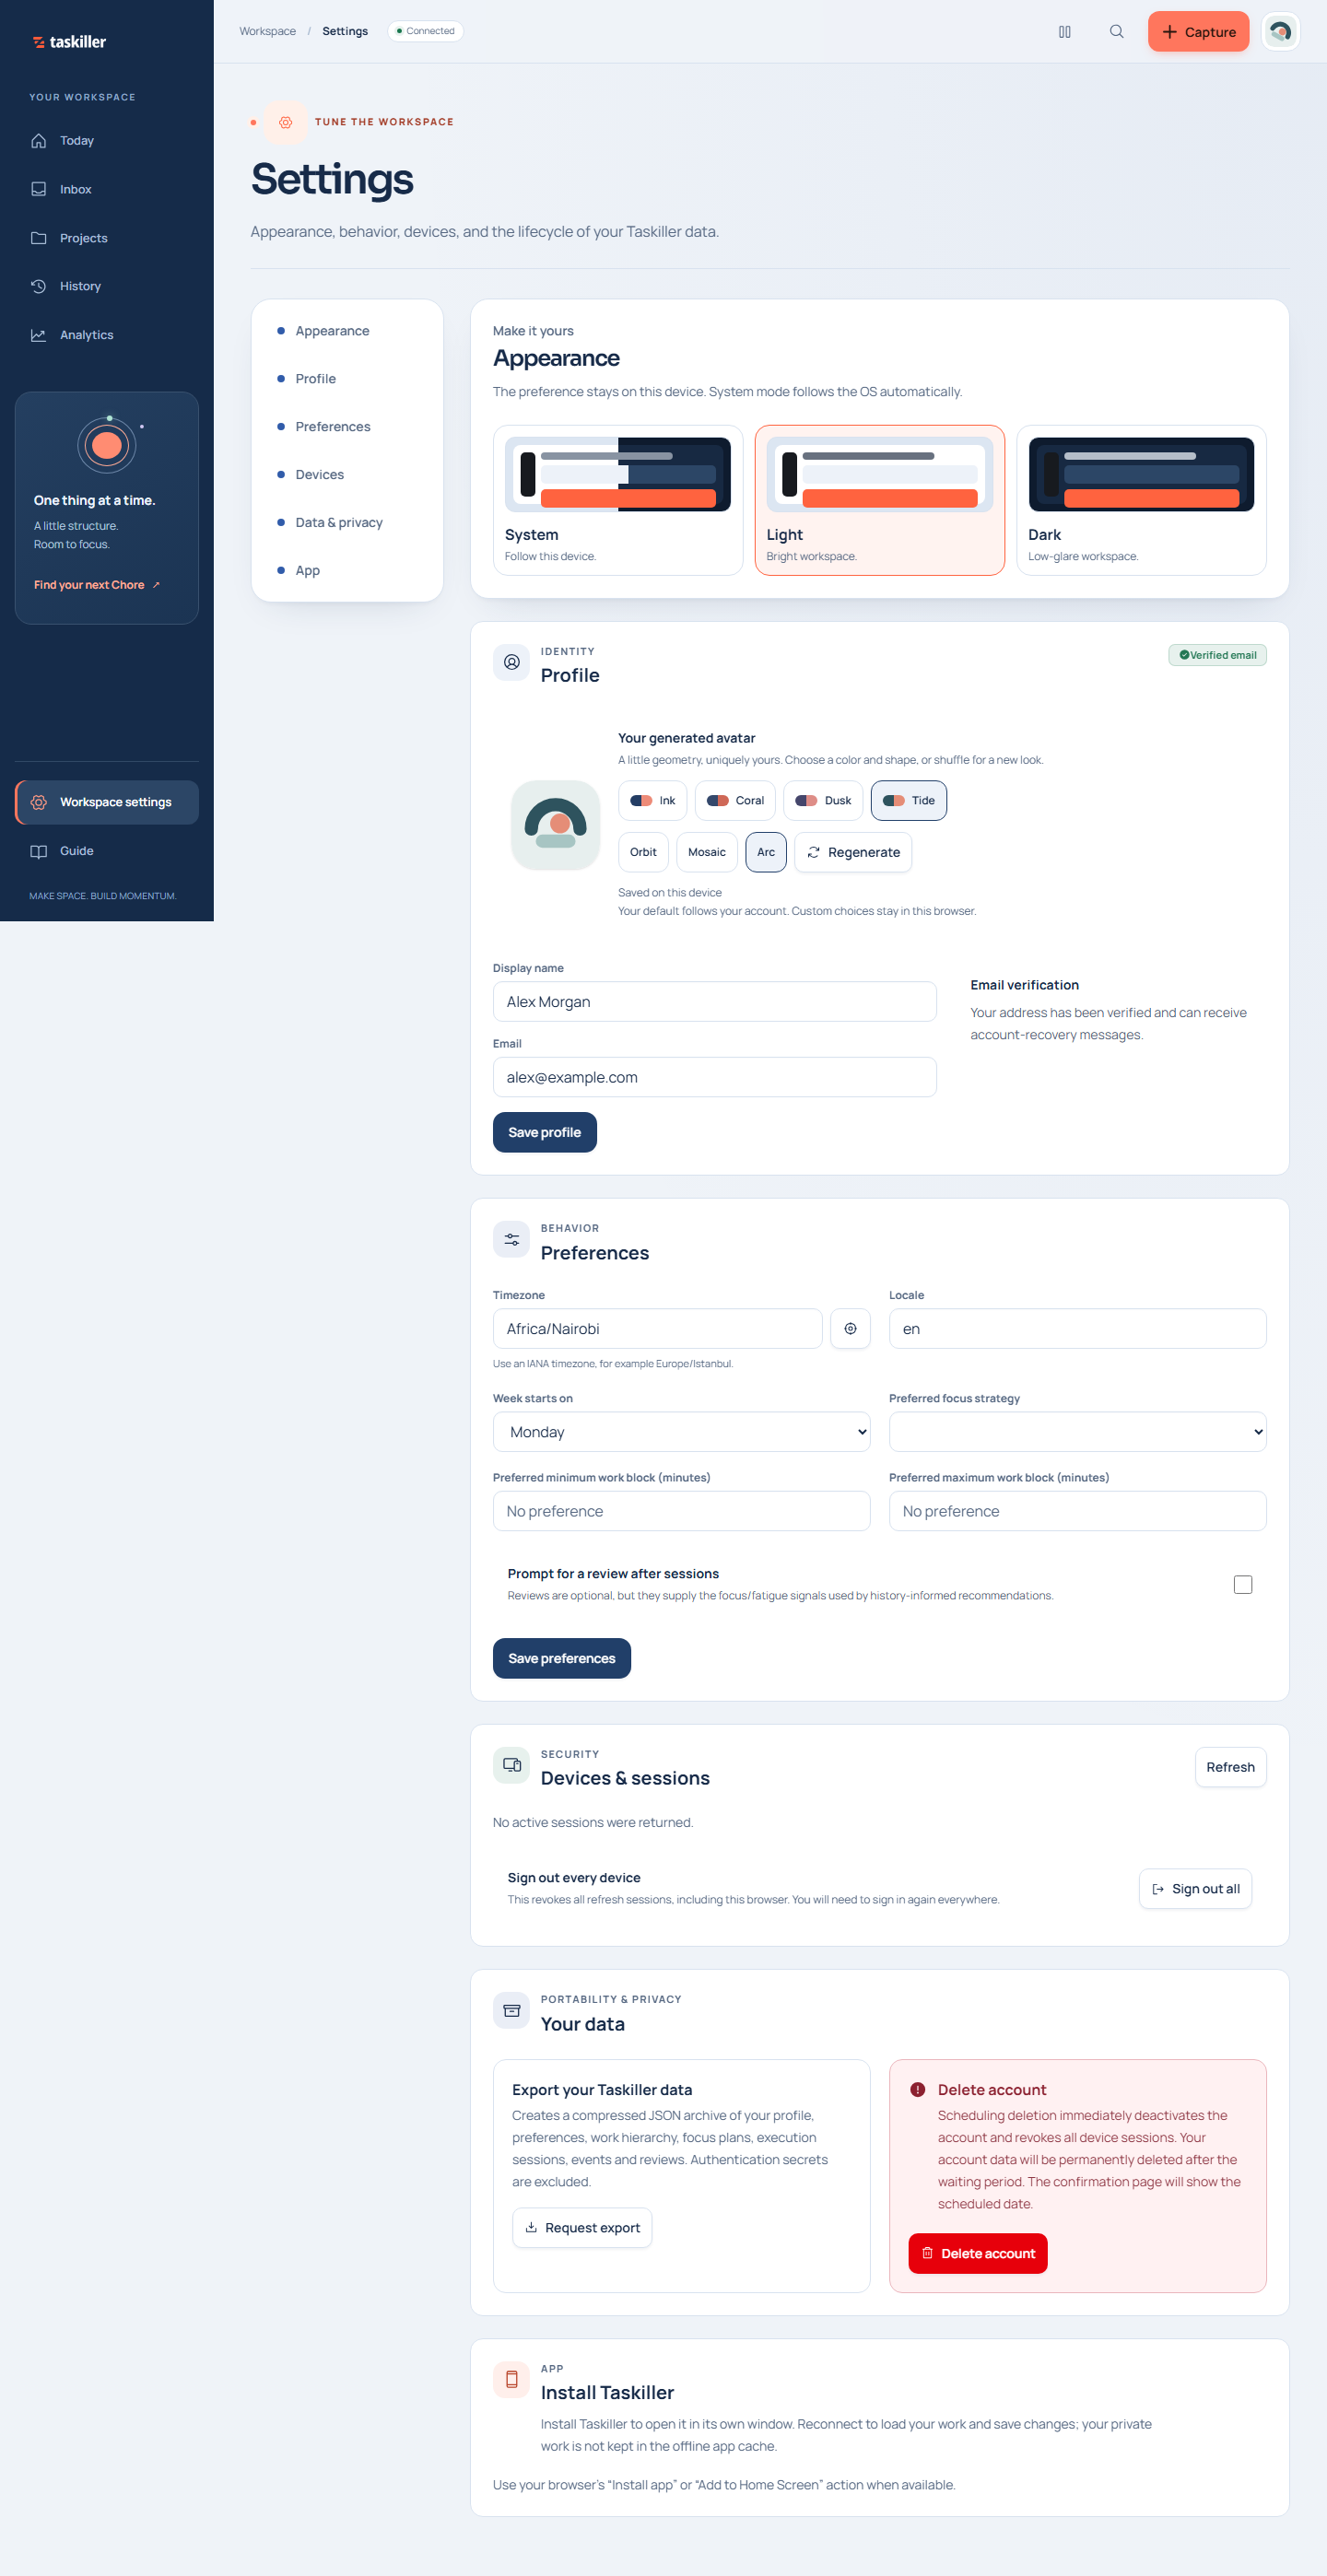 taskiller
YOUR WORKSPACE
Today
Inbox
Projects
History
Analytics
One thing at a time.
A little structure.
Room to focus.
Find your next Chore ↗
Workspace settings
Guide
MAKE SPACE. BUILD MOMENTUM.
Workspace / Settings
Connected
Capture
TUNE THE WORKSPACE
Settings
Appearance, behavior, devices, and the lifecycle of your Taskiller data.
Appearance
Profile
Preferences
Devices
Data & privacy
App
Make it yours
Appearance
The preference stays on this device. System mode follows the OS automatically.
System
Follow this device.
Light
Bright workspace.
Dark
Low-glare workspace.
IDENTITY
Profile
Verified email
Your generated avatar
A little geometry, uniquely yours. Choose a color and shape, or shuffle for a new look.
Ink
Coral
Dusk
Tide
Orbit
Mosaic
Arc
Regenerate
Saved on this device
Your default follows your account. Custom choices stay in this browser.
Display name
Alex Morgan
Email
alex@example.com
Email verification
Your address has been verified and can receive
account-recovery messages.
Save profile
BEHAVIOR
Preferences
Timezone
Africa/Nairobi
Use an IANA timezone, for example Europe/Istanbul.
Locale
en
Week starts on
Monday
Preferred focus strategy
Preferred minimum work block (minutes)
No preference
Preferred maximum work block (minutes)
No preference
Prompt for a review after sessions
Reviews are optional, but they supply the focus/fatigue signals used by history-informed recommendations.
Save preferences
SECURITY
Devices & sessions
Refresh
No active sessions were returned.
Sign out every device
This revokes all refresh sessions, including this browser. You will need to sign in again everywhere.
Sign out all
PORTABILITY & PRIVACY
Your data
Export your Taskiller data
Creates a compressed JSON archive of your profile,
preferences, work hierarchy, focus plans, execution
sessions, events and reviews. Authentication secrets
are excluded.
Request export
Delete account
Scheduling deletion immediately deactivates the
account and revokes all device sessions. Your
account data will be permanently deleted after the
waiting period. The confirmation page will show the
scheduled date.
Delete account
APP
Install Taskiller
Install Taskiller to open it in its own window. Reconnect to load your work and save changes; your private
work is not kept in the offline app cache.
Use your browser's “Install app” or “Add to Home Screen” action when available.